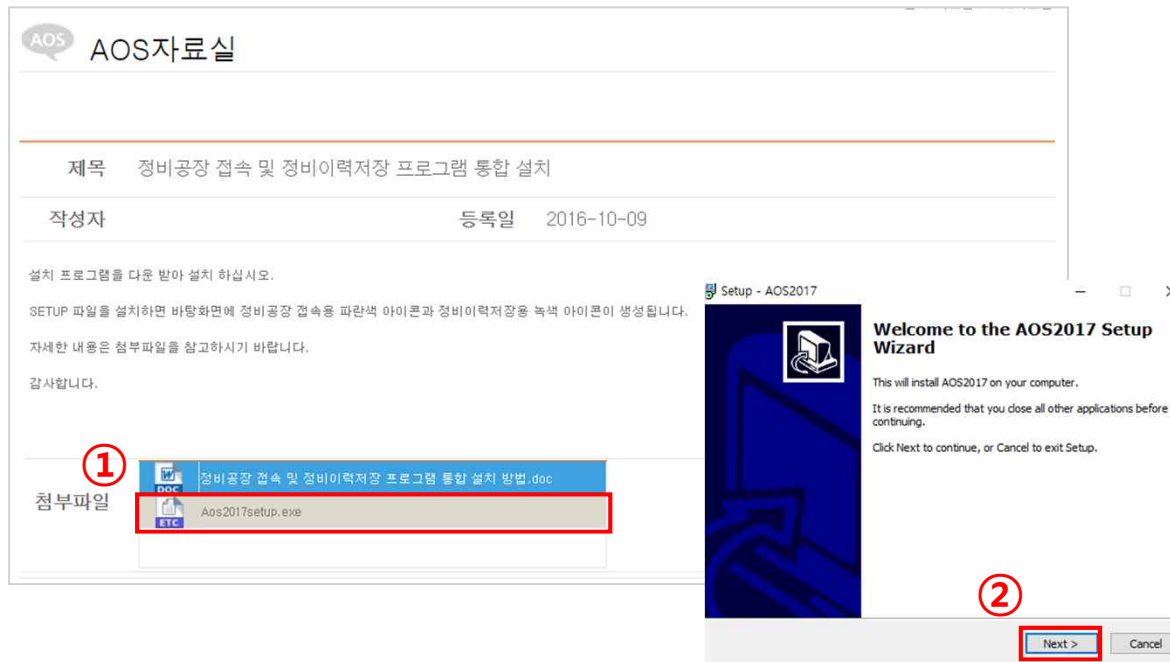 AOS
AOS자료실
제목 정비공장 접속 및 정비이력저장 프로그램 통합 설치
작성자 등록일 2016-10-09
설치 프로그램을 다운 받아 설치 하십시오.
SETUP 파일을 설치하면 바탕화면에 정비공장 접속용 파란색 아이콘과 정비이력저장용 녹색 아이콘이 생성됩니다.
자세한 내용은 첨부파일을 참고하시기 바랍니다.
감사합니다.
①
첨부파일
DOC 정비공장 접속 및 정비이력저장 프로그램 통합 설치 방법.doc
ETC Aos2017setup.exe
Setup - AOS2017
Welcome to the AOS2017 Setup
Wizard
This will install AOS2017 on your computer.
It is recommended that you close all other applications before
continuing.
Click Next to continue, or Cancel to exit Setup.
②
Next > Cancel